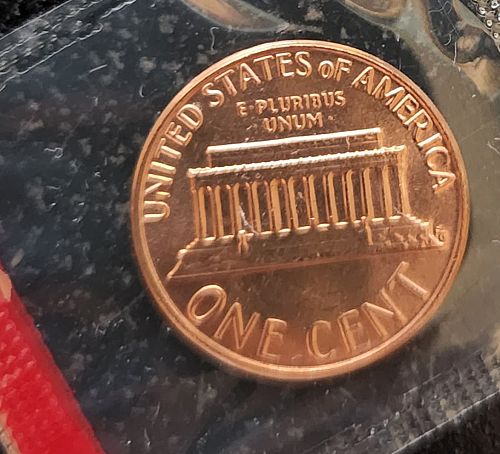 UNITED STATES OF AMERICA
E·PLURIBUS
UNUM
ONE CENT